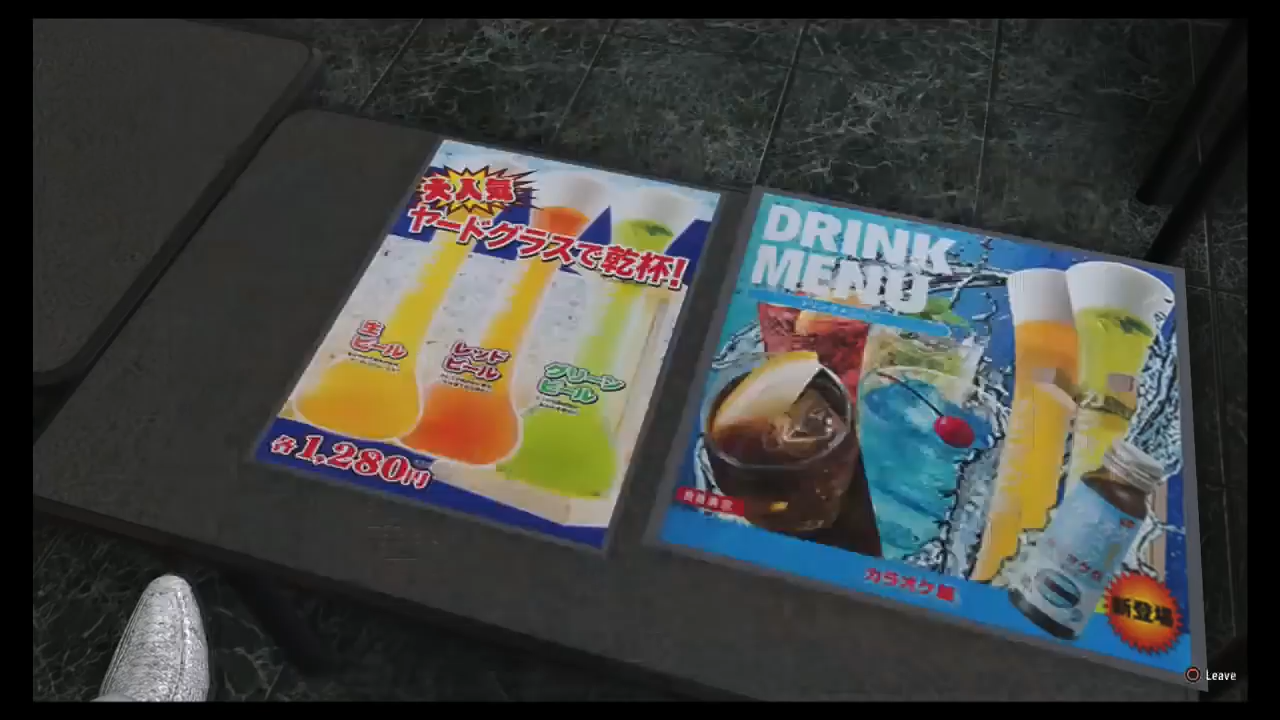 大人気
ヤードグラスで乾杯!
生
ビール
レッド
ビール
グリーン
ビール
各1,280円
DRINK
MENU
カラオケ館
新登場
Leave